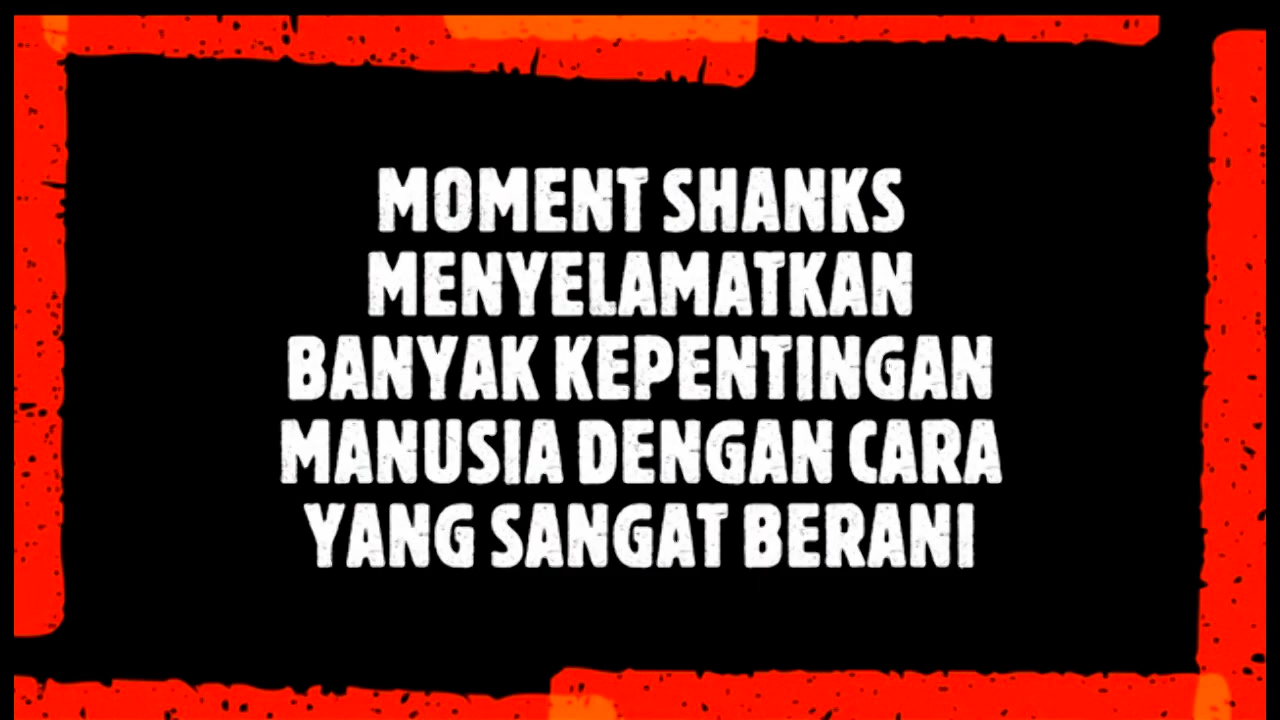 MOMENT SHANKS
MENYELAMATKAN
BANYAK KEPENTINGAN
MANUSIA DENGAN CARA
YANG SANGAT BERANI